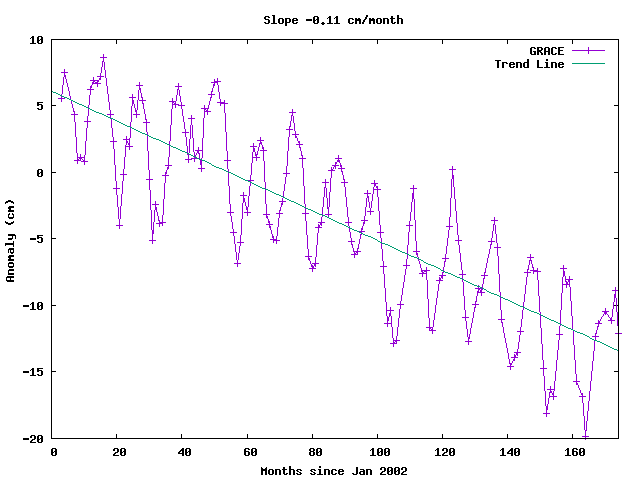 Slope -0.11 cm/month
GRACE
Trend Line
10
5
0
-5
-10
-15
-20
Anomaly (cm)
0 20 40 60 80 100 120 140 160
Months since Jan 2002